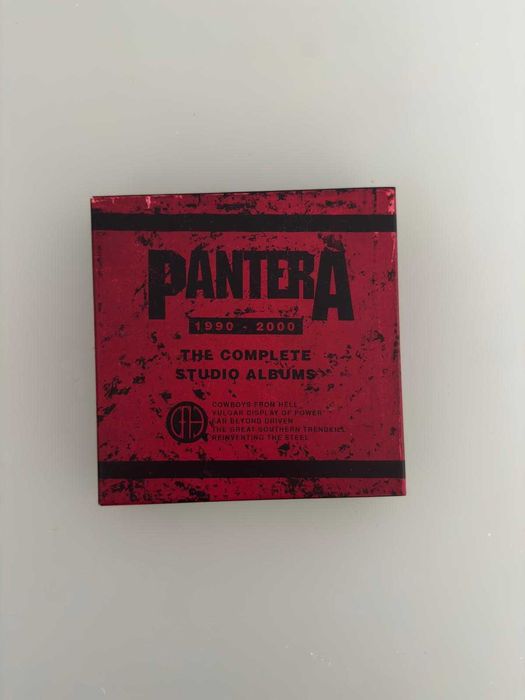 PANTERA
1990 - 2000
THE COMPLETE
STUDIO ALBUMS
CFH
COWBOYS FROM HELL
VULGAR DISPLAY OF POWER
FAR BEYOND DRIVEN
THE GREAT SOUTHERN TRENDKILL
REINVENTING THE STEEL